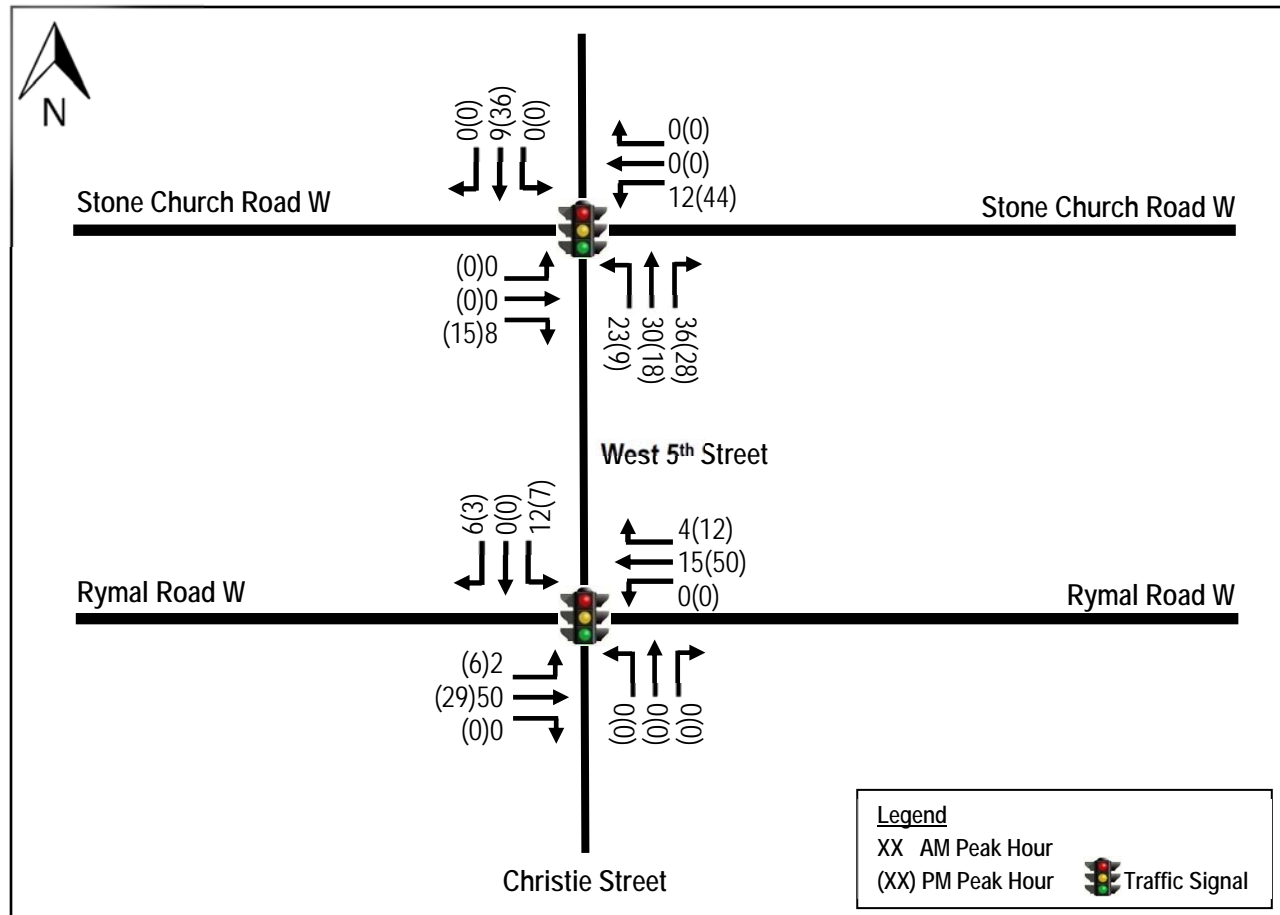 N
0(0)
9(36)
0(0)
0(0)
0(0)
12(44)
Stone Church Road W
Stone Church Road W
(0)0
(0)0
(15)8
23(9)
30(18)
36(28)
West 5th Street
6(3)
0(0)
12(7)
4(12)
15(50)
0(0)
Rymal Road W
Rymal Road W
(6)2
(29)50
(0)0
0(0)
0(0)
0(0)
Christie Street
Legend
XX AM Peak Hour
(XX) PM Peak Hour
Traffic Signal